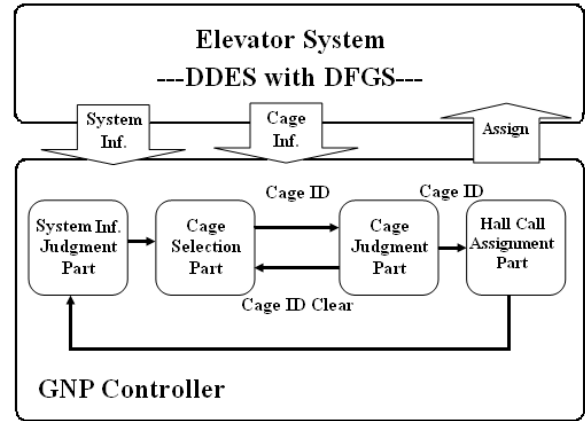 Elevator System
---DDES with DFGS---
System
Inf.
Cage
Inf.
Assign
Cage ID
Cage ID
System Inf.
Judgment
Part
Cage
Selection
Part
Cage
Judgment
Part
Hall Call
Assignment
Part
Cage ID Clear
GNP Controller